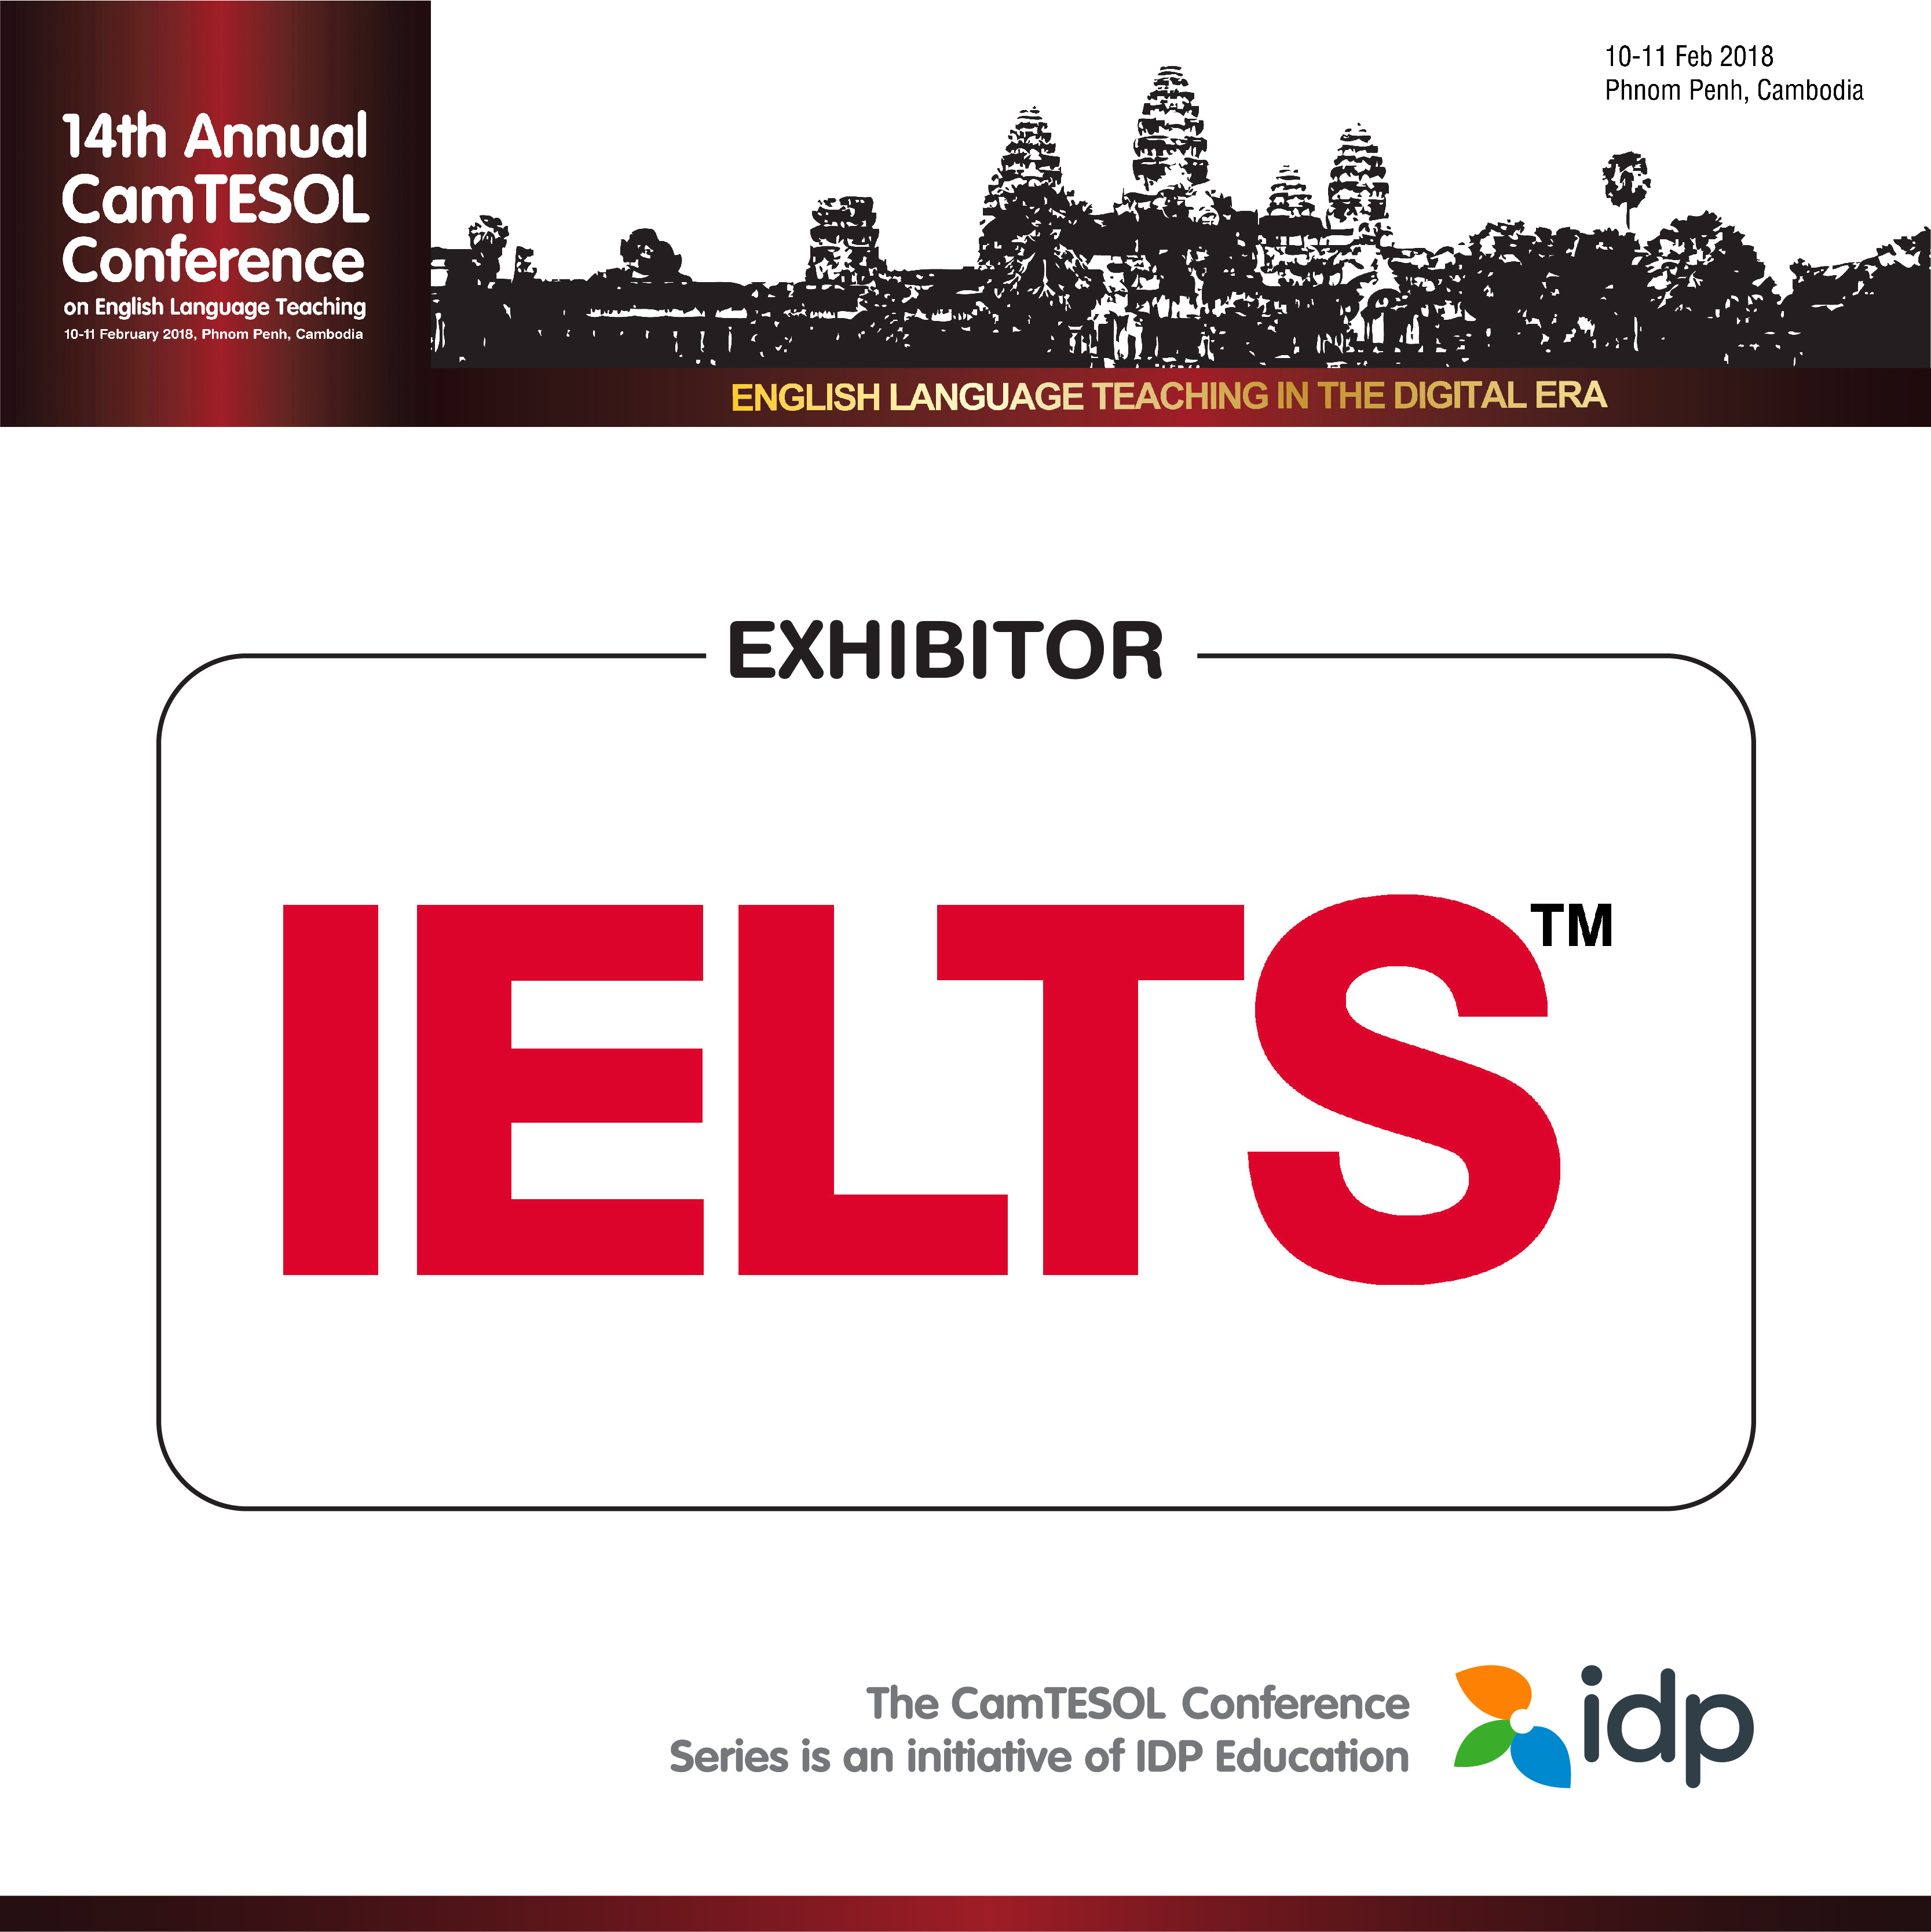 14th Annual
CamTESOL
Conference
on English Language Teaching
10-11 February 2018, Phnom Penh, Cambodia
10-11 Feb 2018
Phnom Penh, Cambodia
ENGLISH LANGUAGE TEACHING IN THE DIGITAL ERA
EXHIBITOR
IELTS™
The CamTESOL Conference
Series is an initiative of IDP Education
idp